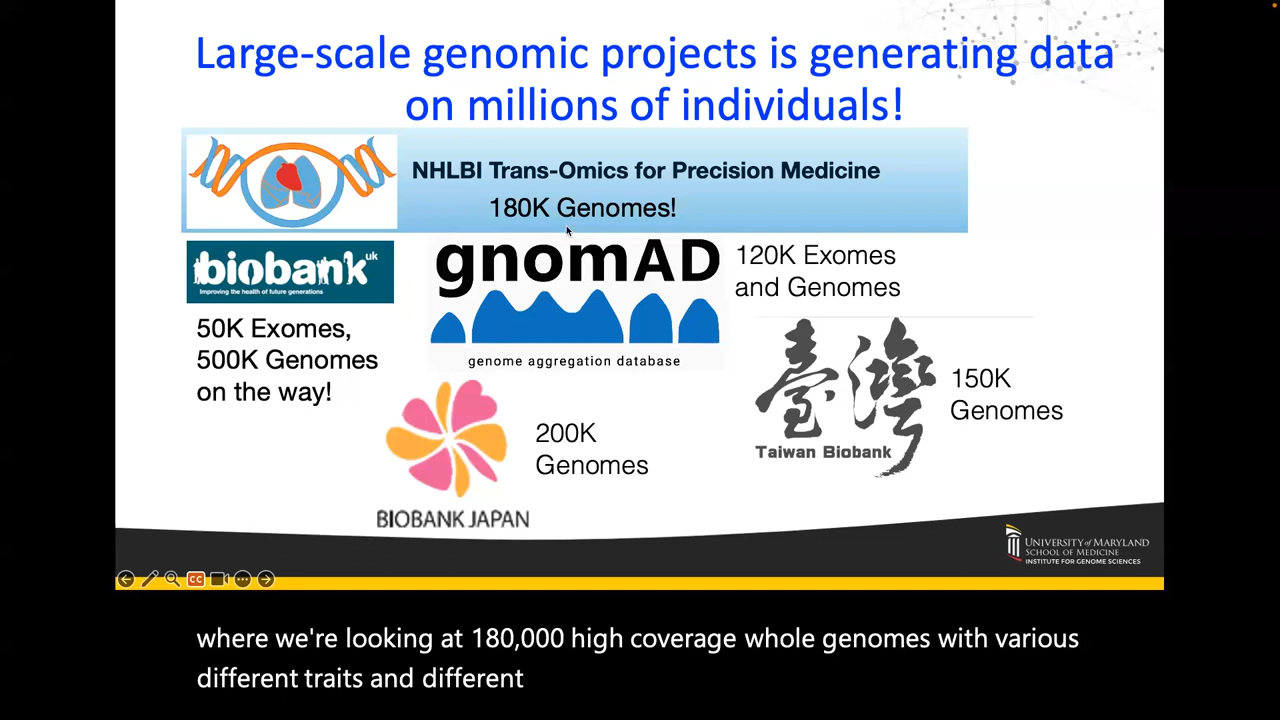 Large-scale genomic projects is generating data
on millions of individuals!
NHLBI Trans-Omics for Precision Medicine
180K Genomes!
biobank uk
Improving the health of future generations
50K Exomes,
500K Genomes
on the way!
gnomAD
genome aggregation database
120K Exomes
and Genomes
臺灣
Taiwan Biobank
150K
Genomes
BIOBANK JAPAN
200K
Genomes
UNIVERSITY of MARYLAND
SCHOOL OF MEDICINE
INSTITUTE FOR GENOME SCIENCES
CC
where we're looking at 180,000 high coverage whole genomes with various
different traits and different